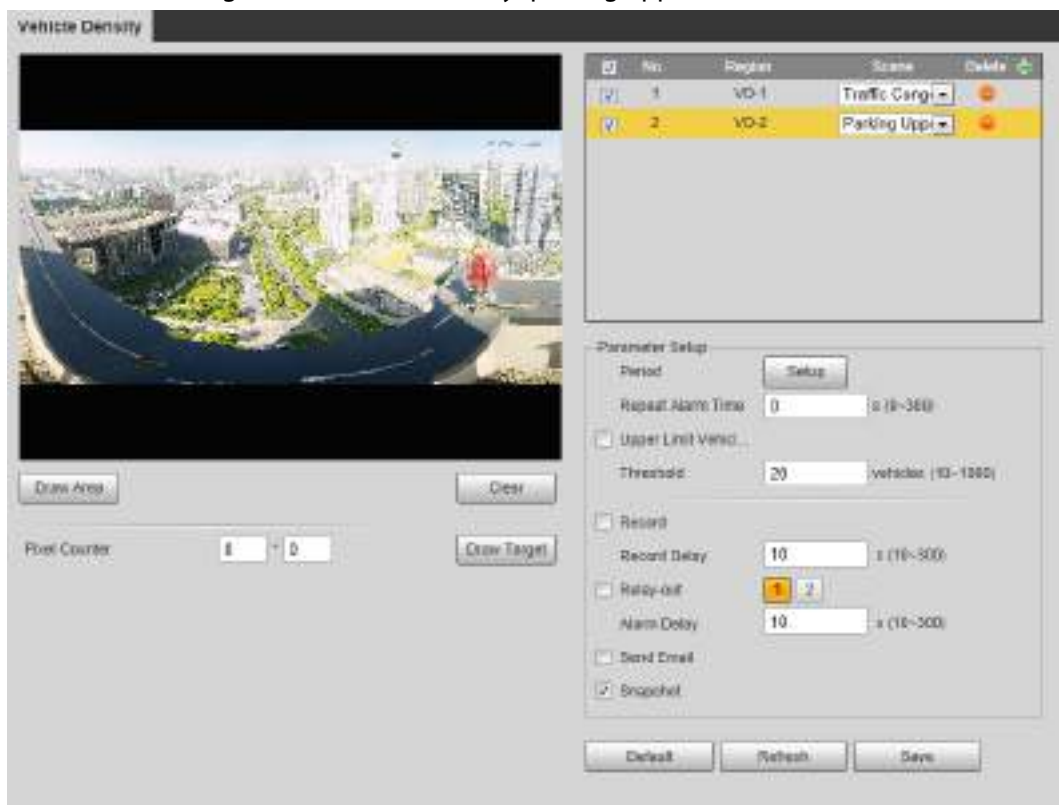 Vehicle Density
No. Region Scene Delete
1 VD-1 Traffic Cong
2 VD-2 Parking Upp
Parameter Setup
Period Setup
Repeat Alarm Time 0 s (0~300)
Upper Limit Vehicl...
Threshold 20 vehicles (10~1000)
Draw Area Clear
Record
Pixel Counter 0 * 0 Draw Target
Record Delay 10 s (10~300)
Relay-out 1 2
Alarm Delay 10 s (10~300)
Send Email
Snapshot
Default Refresh Save